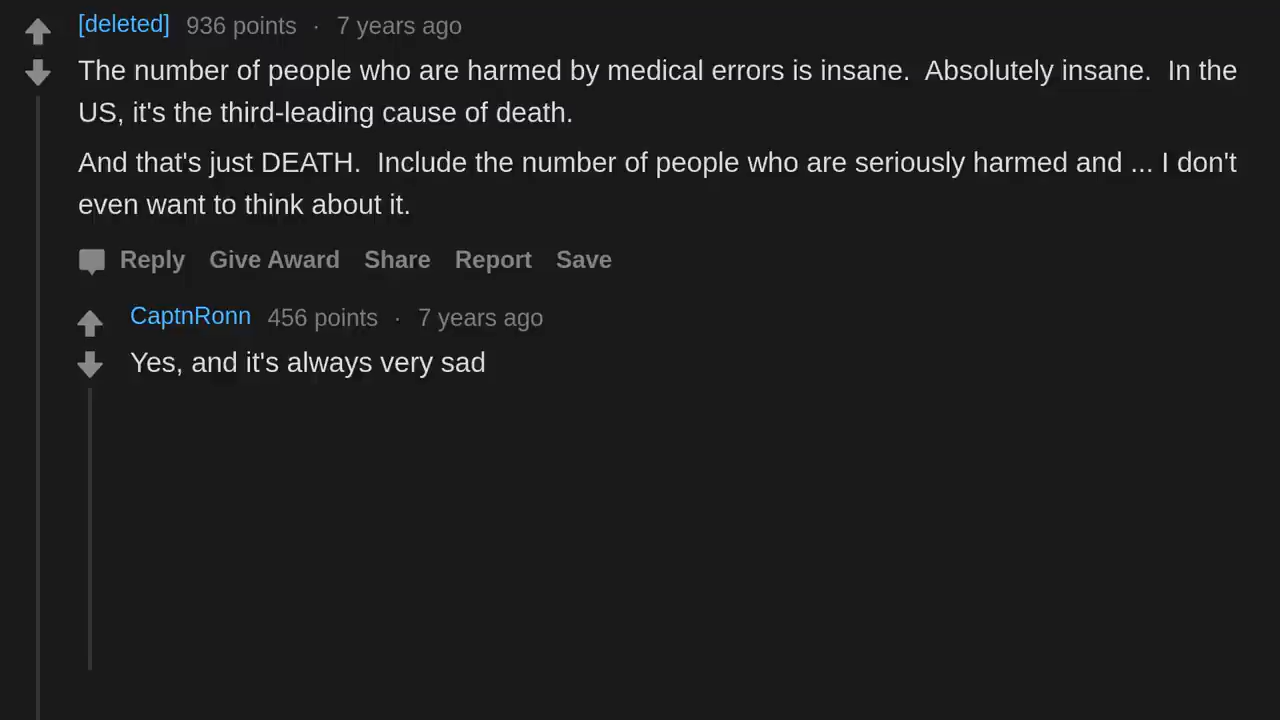 [deleted] 936 points · 7 years ago
The number of people who are harmed by medical errors is insane.  Absolutely insane.  In the
US, it's the third-leading cause of death.
And that's just DEATH.  Include the number of people who are seriously harmed and ... I don't
even want to think about it.
Reply Give Award Share Report Save
CaptnRonn 456 points · 7 years ago
Yes, and it's always very sad